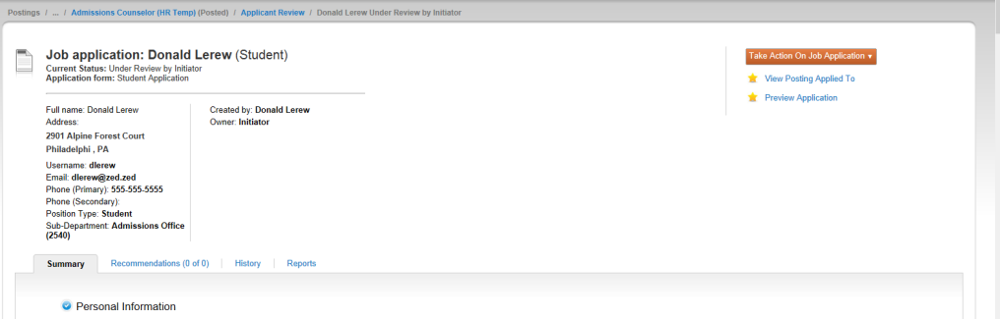 Postings / ... / Admissions Counselor (HR Temp) (Posted) / Applicant Review / Donald Lerew Under Review by Initiator
Job application: Donald Lerew (Student)
Current Status: Under Review by Initiator
Application form: Student Application
Take Action On Job Application ▾
View Posting Applied To
Preview Application
Full name: Donald Lerew
Address:
2901 Alpine Forest Court
Philadelphi , PA
Username: dlerew
Email: dlerew@zed.zed
Phone (Primary): 555-555-5555
Phone (Secondary):
Position Type: Student
Sub-Department: Admissions Office
(2540)
Created by: Donald Lerew
Owner: Initiator
Summary Recommendations (0 of 0) History Reports
Personal Information